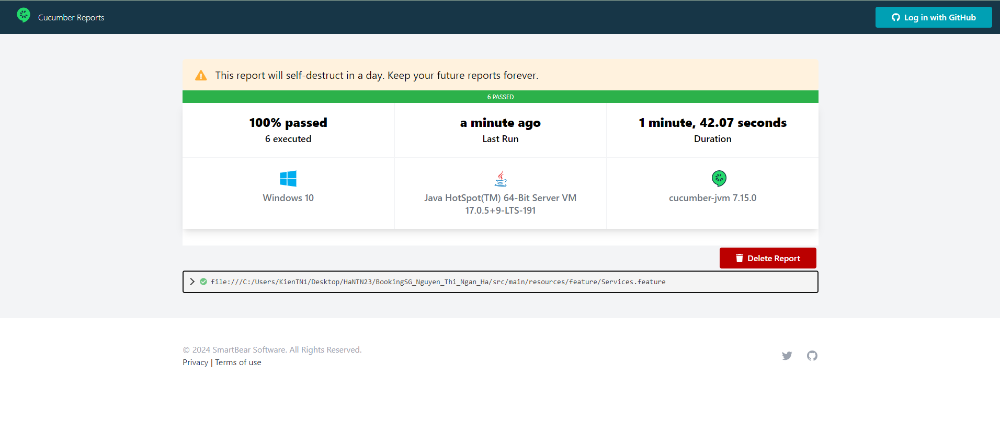 Cucumber Reports
Log in with GitHub
This report will self-destruct in a day. Keep your future reports forever.
6 PASSED
100% passed
6 executed
a minute ago
Last Run
1 minute, 42.07 seconds
Duration
Windows 10
Java HotSpot(TM) 64-Bit Server VM
17.0.5+9-LTS-191
cucumber-jvm 7.15.0
Delete Report
file:///C:/Users/KienTN1/Desktop/HaNTN23/BookingSG_Nguyen_Thi_Ngan_Ha/src/main/resources/feature/Services.feature
© 2024 SmartBear Software. All Rights Reserved.
Privacy | Terms of use